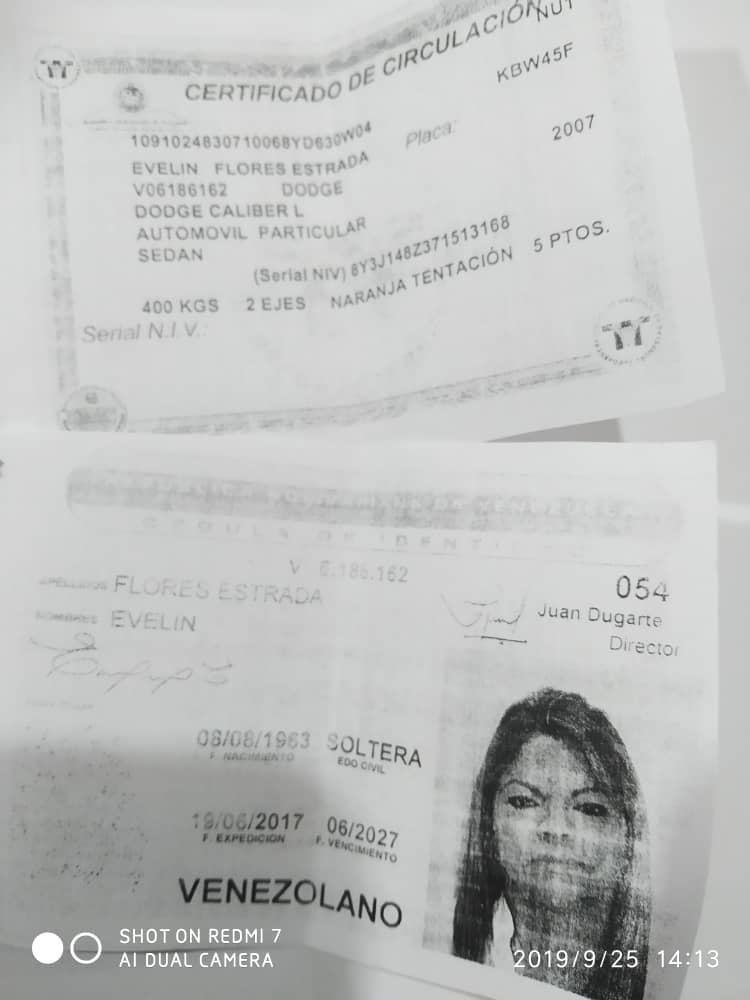 CERTIFICADO DE CIRCULACIÓN
KBW45F
1091024830710068YD630W04
Placa:
2007
EVELIN FLORES ESTRADA
V06186162 DODGE
DODGE CALIBER L
AUTOMOVIL PARTICULAR
SEDAN
(Serial NIV) 8Y3J148Z371513168
400 KGS 2 EJES NARANJA TENTACIÓN 5 PTOS.
Serial N.I.V.:
CEDULA DE IDENTIDAD
V 6.186.162
054
APELLIDOS FLORES ESTRADA
Juan Dugarte
NOMBRES EVELIN
Director
08/08/1963 SOLTERA
F. NACIMIENTO EDO CIVIL
19/06/2017 06/2027
F. EXPEDICION F. VENCIMIENTO
VENEZOLANO
SHOT ON REDMI 7
AI DUAL CAMERA
2019/9/25 14:13